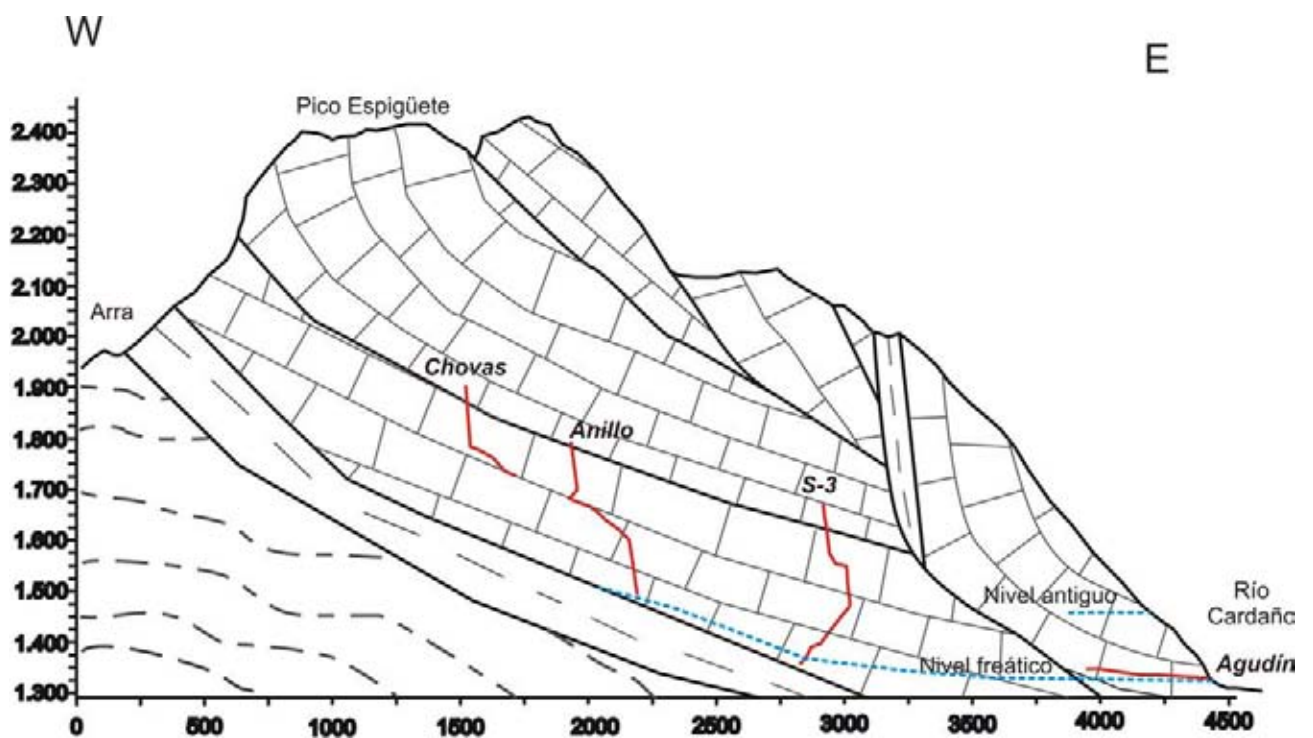 W
E
Pico Espigüete
2.400
2.300
2.200
2.100
Arra
2.000
1.900
Chovas
1.800
Anillo
1.700
S-3
1.600
1.500
Nivel antiguo
Río
Cardañc
1.400
Nivel freático
Agudín
1.300
0 500 1000 1500 2000 2500 3000 3500 4000 4500